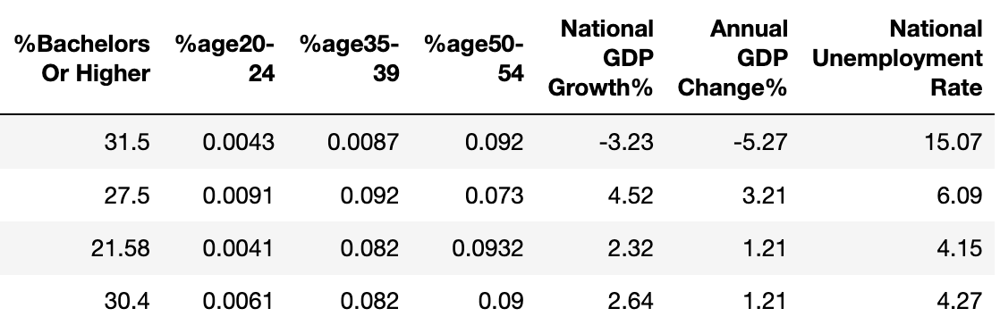 %Bachelors Or Higher %age20-24 %age35-39 %age50-54 National GDP Growth% Annual GDP Change% National Unemployment Rate
31.5 0.0043 0.0087 0.092 -3.23 -5.27 15.07
27.5 0.0091 0.092 0.073 4.52 3.21 6.09
21.58 0.0041 0.082 0.0932 2.32 1.21 4.15
30.4 0.0061 0.082 0.09 2.64 1.21 4.27